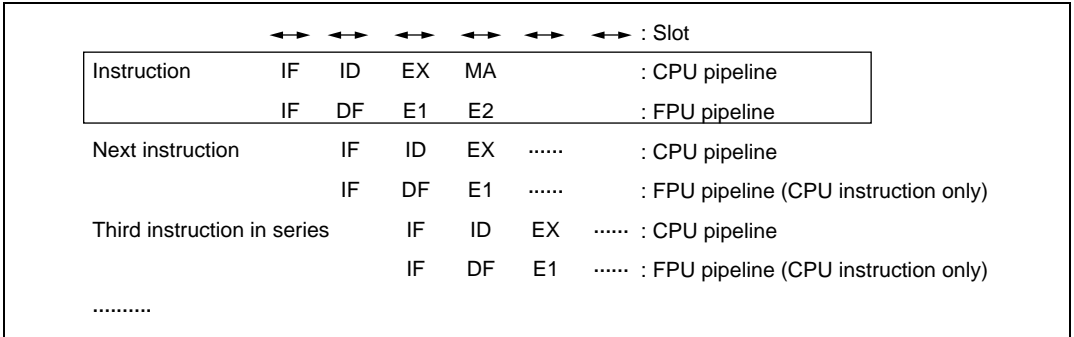 : Slot
Instruction IF ID EX MA : CPU pipeline
IF DF E1 E2 : FPU pipeline
Next instruction IF ID EX ...... : CPU pipeline
IF DF E1 ...... : FPU pipeline (CPU instruction only)
Third instruction in series IF ID EX ...... : CPU pipeline
IF DF E1 ...... : FPU pipeline (CPU instruction only)
..........